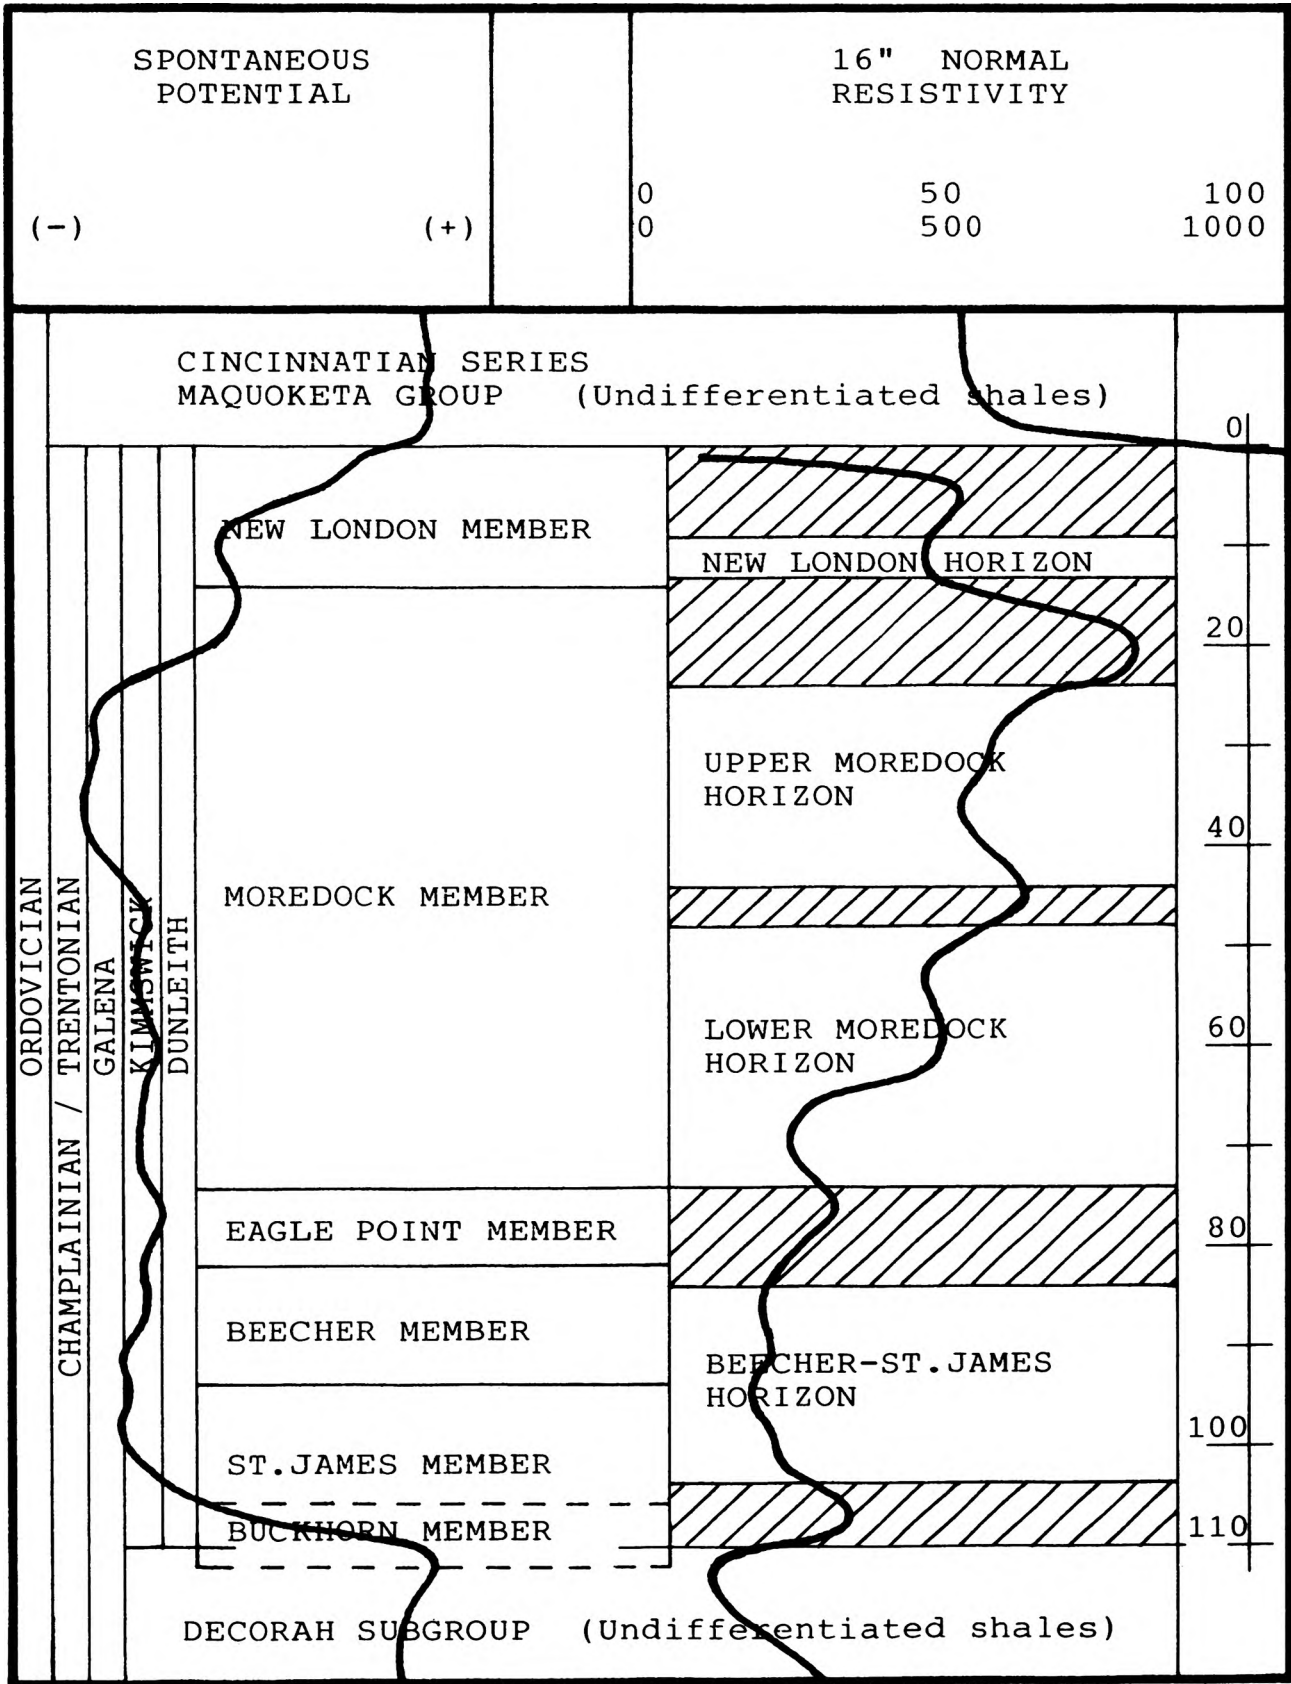 SPONTANEOUS
POTENTIAL
(-) (+)
16" NORMAL
RESISTIVITY
0 50 100
0 500 1000
CINCINNATIAN SERIES
MAQUOKETA GROUP (Undifferentiated shales)
0
NEW LONDON MEMBER
NEW LONDON HORIZON
20
UPPER MOREDOCK
HORIZON
40
MOREDOCK MEMBER
ORDOVICIAN
CHAMPLAINIAN / TRENTONIAN
GALENA
KIMMSWICK
DUNLEITH
LOWER MOREDOCK
HORIZON
60
EAGLE POINT MEMBER
80
BEECHER MEMBER
BEECHER-ST.JAMES
HORIZON
100
ST.JAMES MEMBER
BUCKHORN MEMBER
110
DECORAH SUBGROUP (Undifferentiated shales)